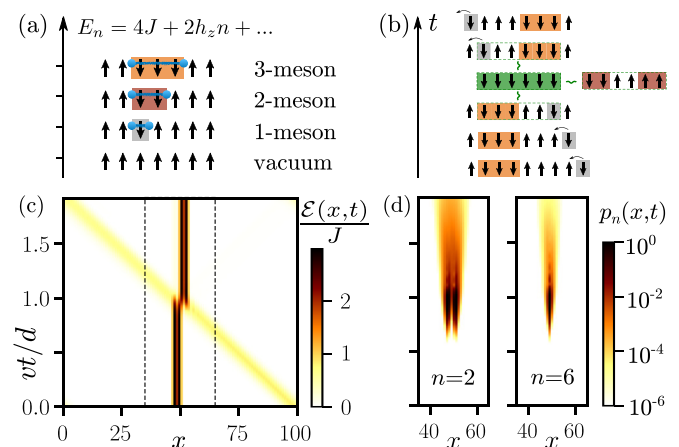 (a)
E_n = 4J + 2h_z n + ...
3-meson
2-meson
1-meson
vacuum
(b)
t
(c)
vt/d
1.5
1.0
0.0
0
25
50
75
100
x
ℰ(x,t)
J
2
1
0
(d)
n=2
n=6
40
60
40
60
x
x
p_n(x,t)
10^0
10^-2
10^-4
10^-6